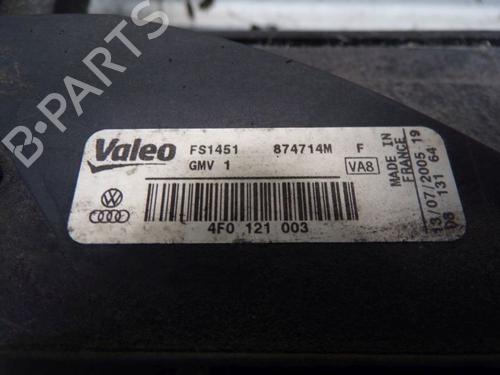 Valeo FS1451 874714M F
GMV 1 VA8
4F0 121 003
MADE IN
FRANCE
13/07/2005 19
131 64
D8
B-PARTS